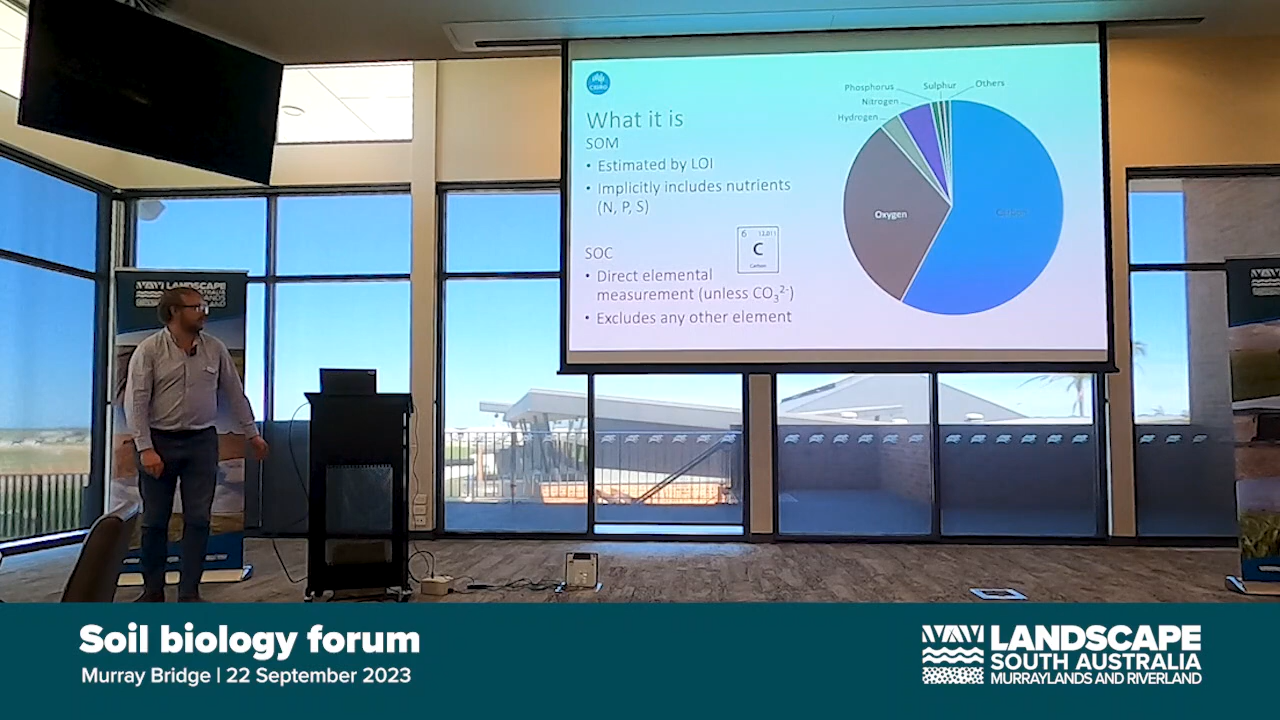 CSIRO
What it is
SOM
• Estimated by LOI
• Implicitly includes nutrients
(N, P, S)
SOC
• Direct elemental
measurement (unless CO₃²⁻)
• Excludes any other element
6 12.011
C
Carbon
Phosphorus
Sulphur
Others
Nitrogen
Hydrogen
Oxygen
Carbon
LANDSCAPE
Soil biology forum
Murray Bridge | 22 September 2023
LANDSCAPE
SOUTH AUSTRALIA
MURRAYLANDS AND RIVERLAND